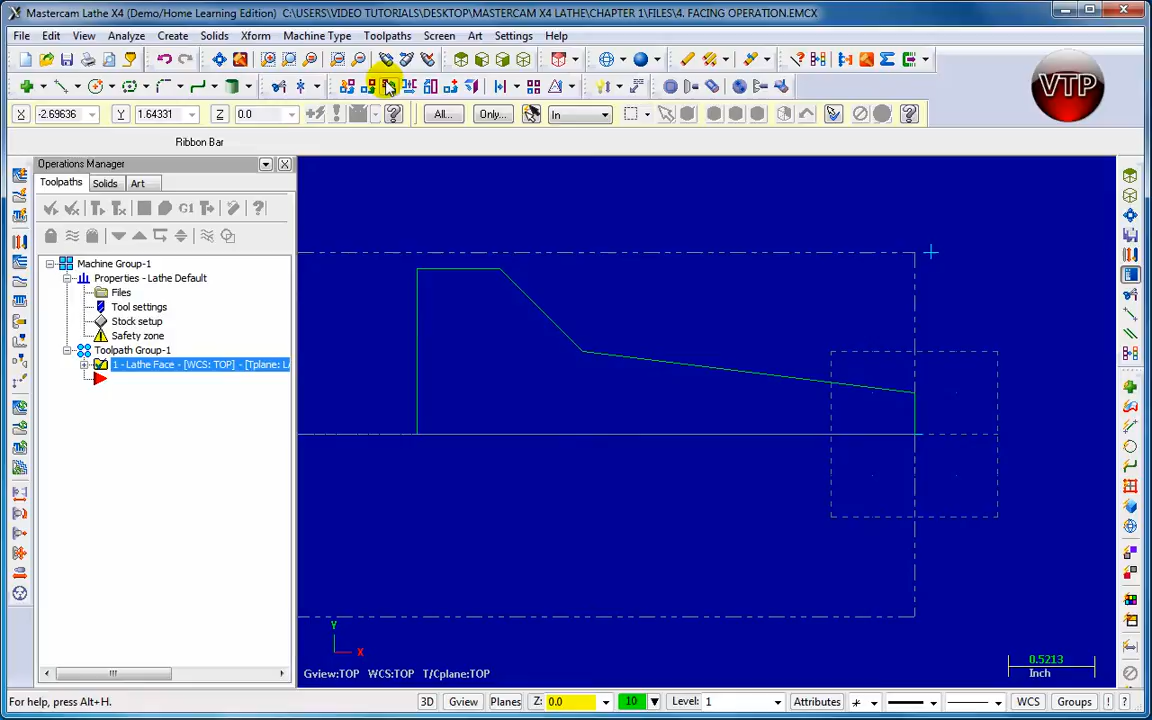 Mastercam Lathe X4 (Demo/Home Learning Edition) C:\USERS\VIDEO TUTORIALS\DESKTOP\MASTERCAM X4 LATHE\CHAPTER 1\FILES\4. FACING OPERATION.EMCX
File Edit View Analyze Create Solids Xform Machine Type Toolpaths Screen Art Settings Help
VTP
X -2.69636 Y 1.64331 Z 0.0 All... Only... In
Ribbon Bar
Operations Manager
Toolpaths Solids Art
G1
Machine Group-1
Properties - Lathe Default
Files
Tool settings
Stock setup
Safety zone
Toolpath Group-1
1 - Lathe Face - [WCS: TOP] - [Tplane: L
Y
X
0.5213
Inch
Gview:TOP WCS:TOP T/Cplane:TOP
For help, press Alt+H. 3D Gview Planes Z: 0.0 10 Level: 1 Attributes WCS Groups ! ?